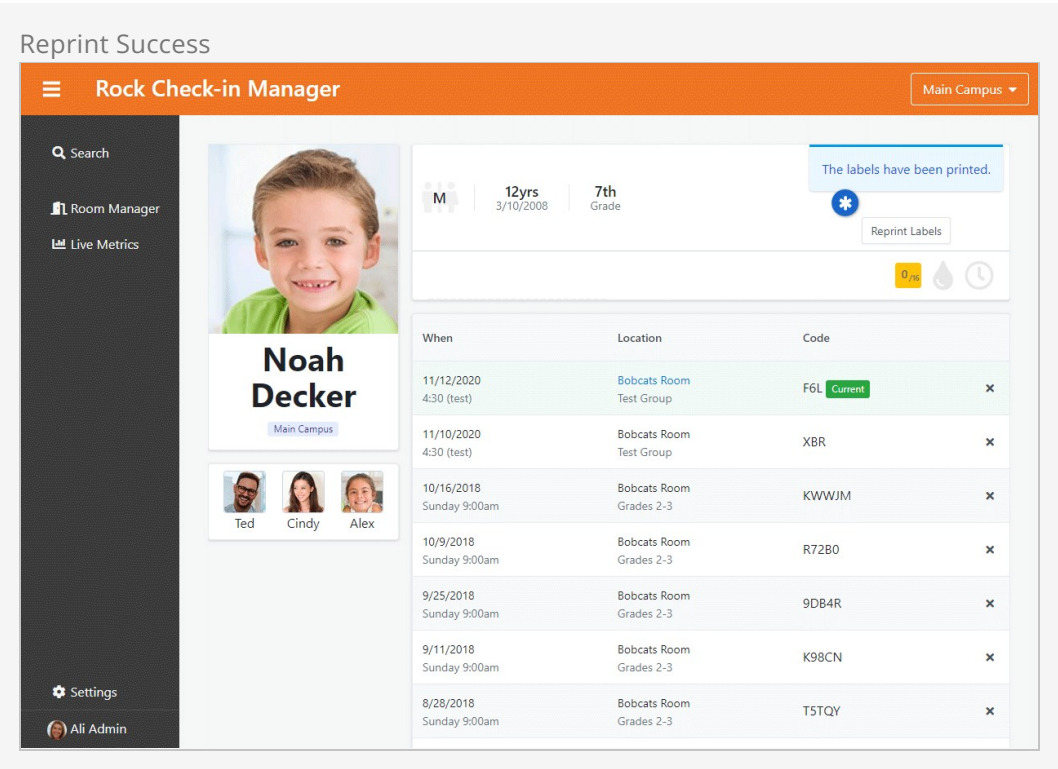 Reprint Success
Rock Check-in Manager
Main Campus
Search
Room Manager
Live Metrics
Settings
Ali Admin
Noah
Decker
Main Campus
Ted Cindy Alex
M
12yrs
3/10/2008
7th
Grade
The labels have been printed.
Reprint Labels
0/15
When Location Code
11/12/2020 Bobcats Room F6L Current
4:30 (test) Test Group
11/10/2020 Bobcats Room XBR
4:30 (test) Test Group
10/16/2018 Bobcats Room KWWJM
Sunday 9:00am Grades 2-3
10/9/2018 Bobcats Room R72B0
Sunday 9:00am Grades 2-3
9/25/2018 Bobcats Room 9DB4R
Sunday 9:00am Grades 2-3
9/11/2018 Bobcats Room K98CN
Sunday 9:00am Grades 2-3
8/28/2018 Bobcats Room T5TQY
Sunday 9:00am Grades 2-3